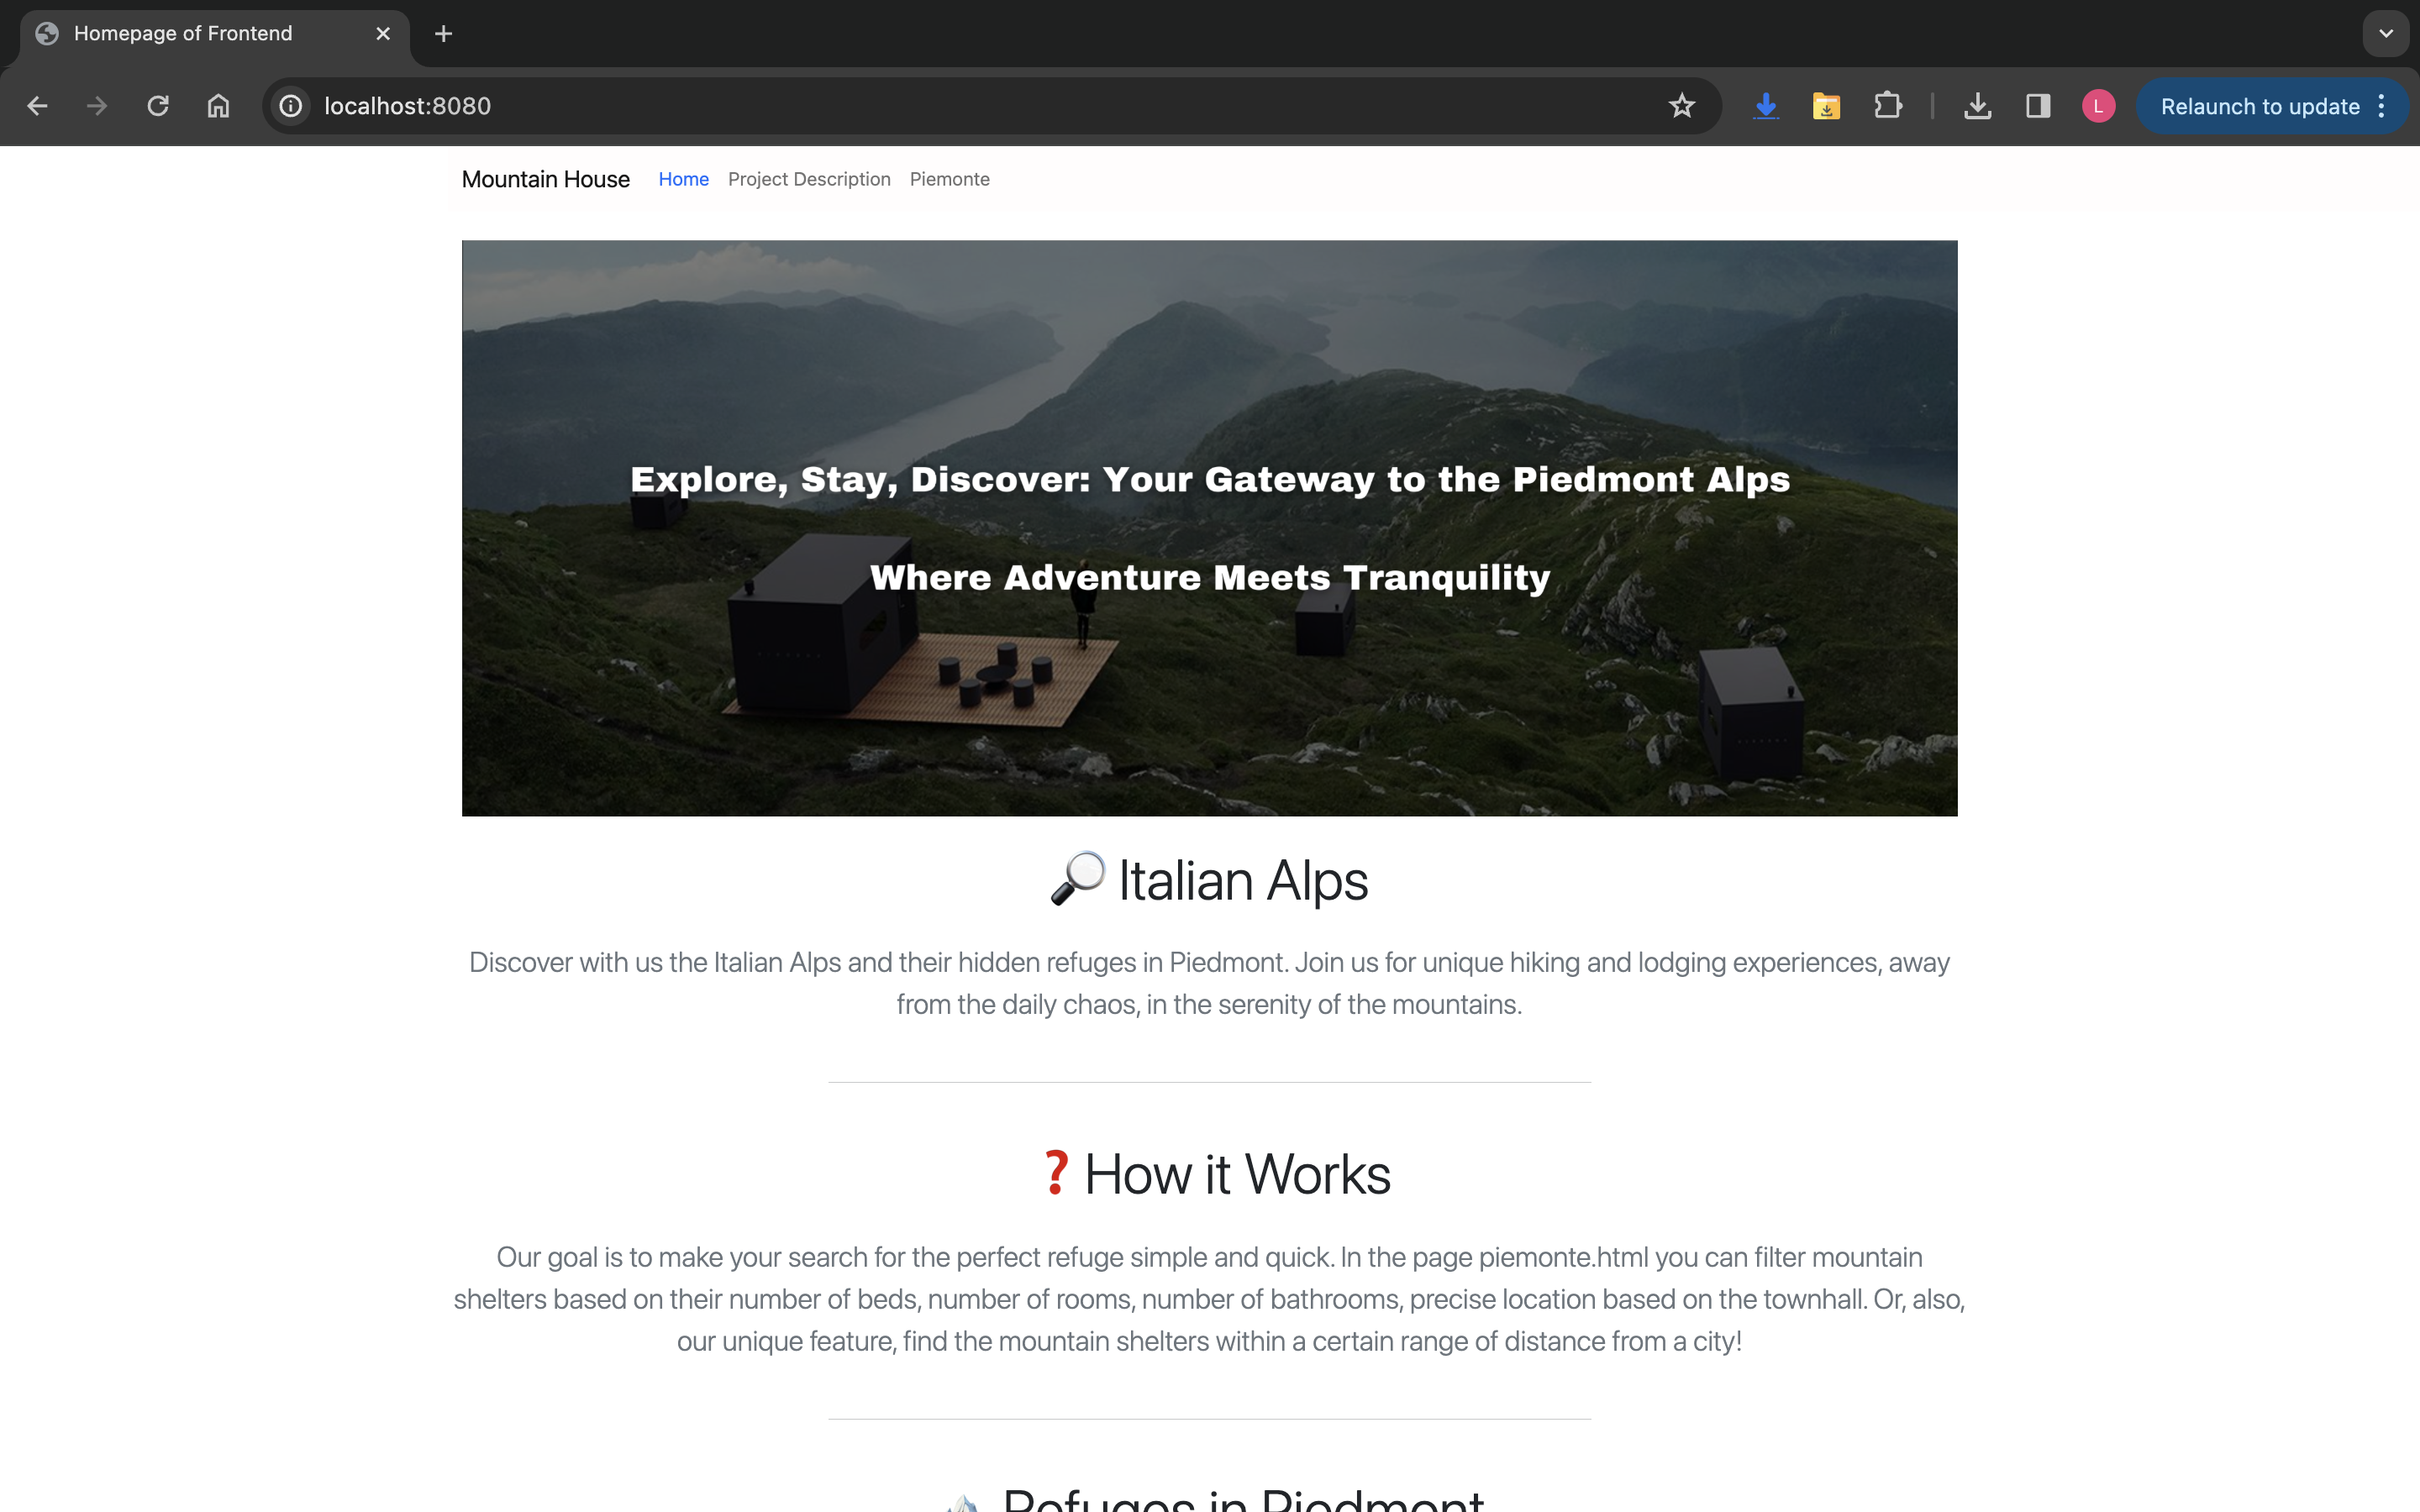 Homepage of Frontend
localhost:8080
L
Relaunch to update
Mountain House Home Project Description Piemonte
Explore, Stay, Discover: Your Gateway to the Piedmont Alps
Where Adventure Meets Tranquility
🔎 Italian Alps
Discover with us the Italian Alps and their hidden refuges in Piedmont. Join us for unique hiking and lodging experiences, away
from the daily chaos, in the serenity of the mountains.
❓ How it Works
Our goal is to make your search for the perfect refuge simple and quick. In the page piemonte.html you can filter mountain
shelters based on their number of beds, number of rooms, number of bathrooms, precise location based on the townhall. Or, also,
our unique feature, find the mountain shelters within a certain range of distance from a city!
🏔️ Refuges in Piedmont